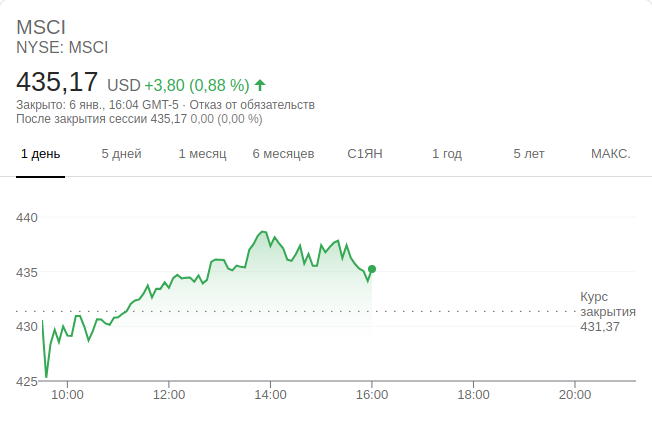 MSCI
NYSE: MSCI
435,17 USD +3,80 (0,88 %)
Закрыто: 6 янв., 16:04 GMT-5 · Отказ от обязательств
После закрытия сессии 435,17 0,00 (0,00 %)
1 день 5 дней 1 месяц 6 месяцев С1ЯН 1 год 5 лет МАКС.
440
435
Курс
закрытия
430 431,37
425
10:00 12:00 14:00 16:00 18:00 20:00